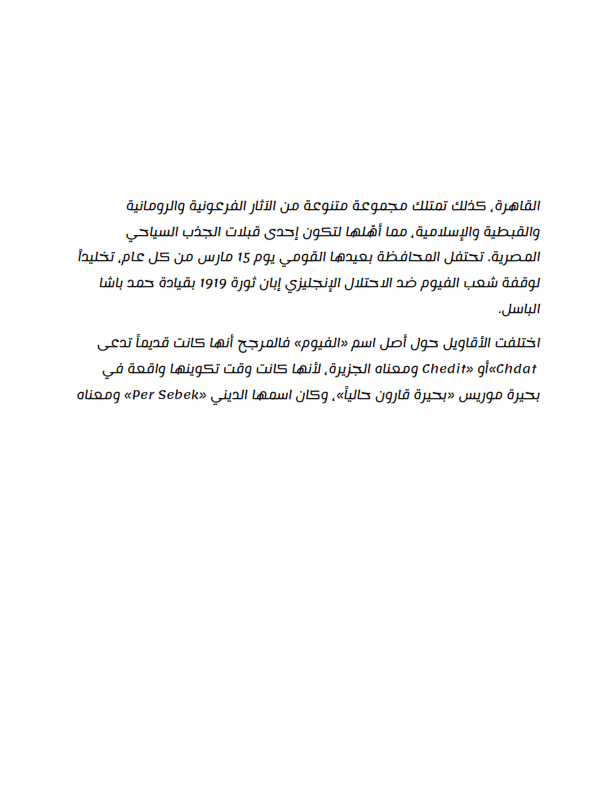 القاهرة، كذلك تمتلك مجموعة متنوعة من الآثار الفرعونية والرومانية
والقبطية والإسلامية، مما أهّلها لتكون إحدى قبلات الجذب السياحي
المصرية. تحتفل المحافظة بعيدها القومي يوم 15 مارس من كل عام، تخليداً
لوقفة شعب الفيوم ضد الاحتلال الإنجليزي إبان ثورة 1919 بقيادة حمد باشا
الباسل.
اختلفت الأقاويل حول أصل اسم «الفيوم» فالمرجح أنها كانت قديماً تدعى
Chdat»أو «Chedit» ومعناه الجزيرة، لأنها كانت وقت تكوينها واقعة في
بحيرة موريس «بحيرة قارون حالياً»، وكان اسمها الديني «Per Sebek» ومعناه